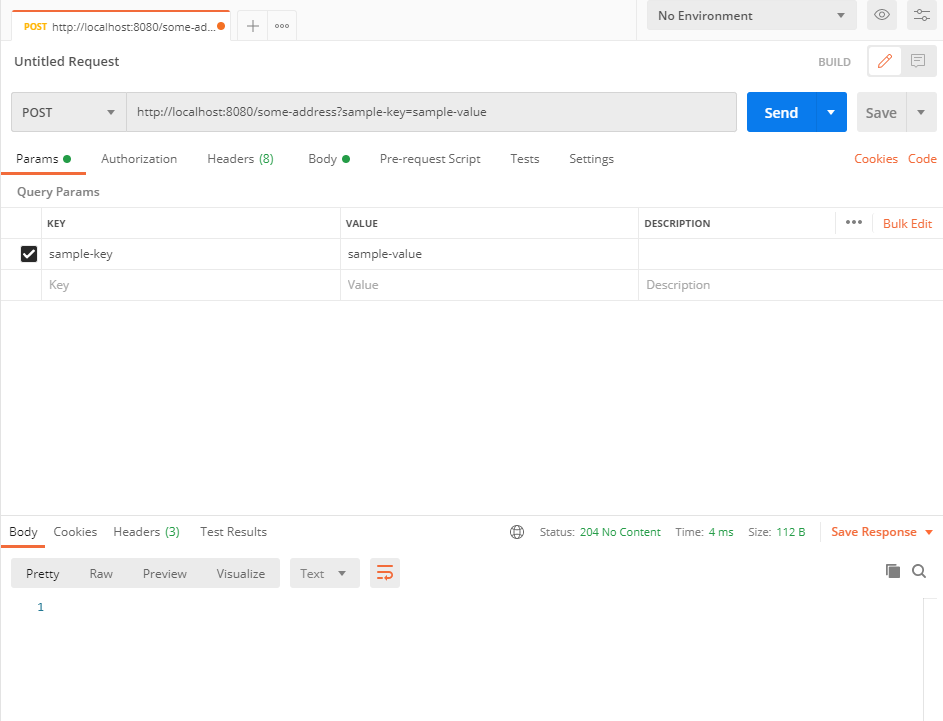 POST http://localhost:8080/some-ad... No Environment
Untitled Request BUILD
POST http://localhost:8080/some-address?sample-key=sample-value Send Save
Params Authorization Headers (8) Body Pre-request Script Tests Settings Cookies Code
Query Params
KEY VALUE DESCRIPTION Bulk Edit
sample-key sample-value
Key Value Description
Body Cookies Headers (3) Test Results Status: 204 No Content Time: 4 ms Size: 112 B Save Response
Pretty Raw Preview Visualize Text
1